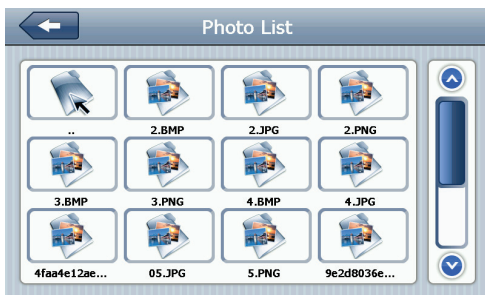 Photo List
.. 2.BMP 2.JPG 2.PNG
3.BMP 3.PNG 4.BMP 4.JPG
4faa4e12ae... 05.JPG 5.PNG 9e2d8036e...